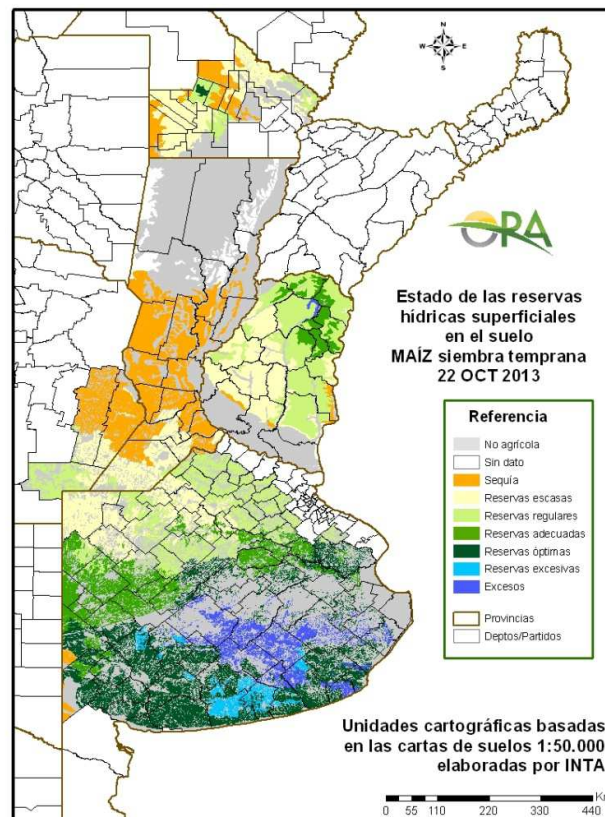 N
W
E
S
ORA
Estado de las reservas
hídricas superficiales
en el suelo
MAÍZ siembra temprana
22 OCT 2013
Referencia
No agrícola
Sin dato
Sequía
Reservas escasas
Reservas regulares
Reservas adecuadas
Reservas óptimas
Reservas excesivas
Excesos
Provincias
Deptos/Partidos
Unidades cartográficas basadas
en las cartas de suelos 1:50.000
elaboradas por INTA
0 55 110 220 330 440